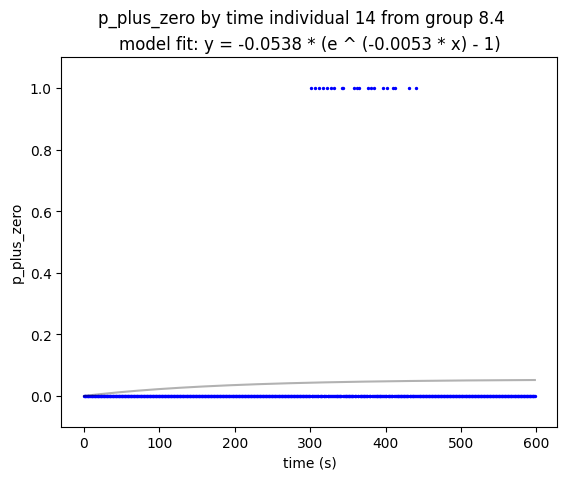 p_plus_zero by time individual 14 from group 8.4
model fit: y = -0.0538 * (e ^ (-0.0053 * x) - 1)
1.0
0.8
0.6
0.4
0.2
0.0
p_plus_zero
0 100 200 300 400 500 600
time (s)